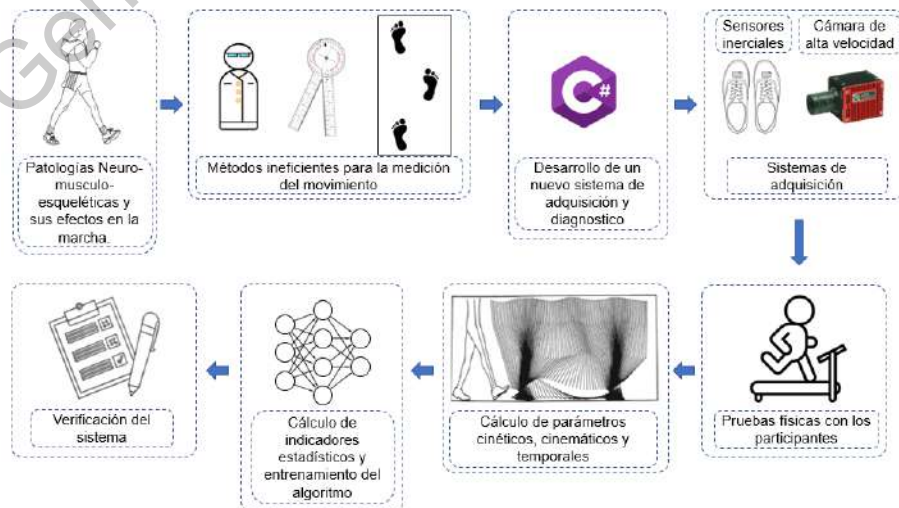 Gen
Sensores
inerciales
Cámara de
alta velocidad
C#
Patologías Neuro-
musculo-
esqueléticas y
sus efectos en la
marcha.
Métodos ineficientes para la medición
del movimiento
Desarrollo de un
nuevo sistema de
adquisición y
diagnostico
Sistemas de
adquisición
Verificación del
sistema
Cálculo de
indicadores
estadísticos y
entrenamiento del
algoritmo
Cálculo de parámetros
cinéticos, cinemáticos y
temporales
Pruebas físicas con los
participantes